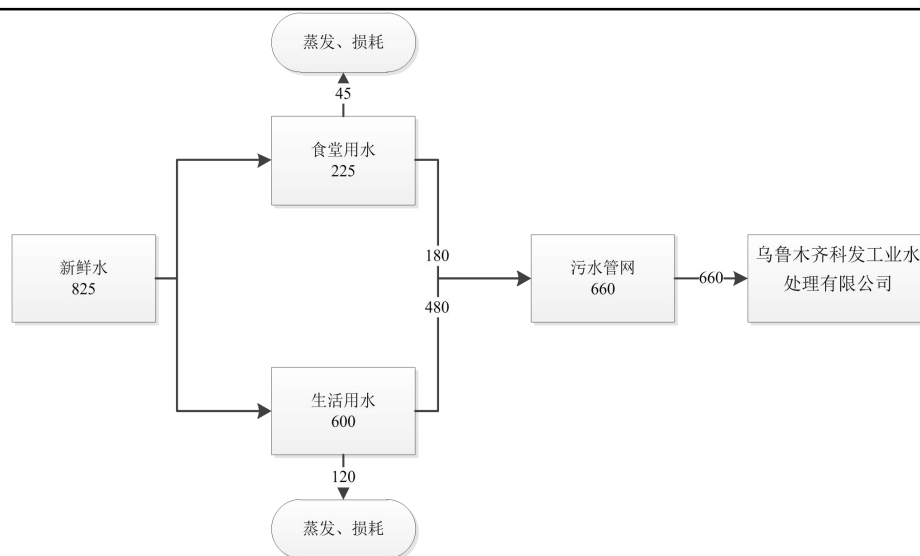 蒸发、损耗
45
食堂用水
225
新鲜水
825
180
480
污水管网
660
660
乌鲁木齐科发工业水
处理有限公司
生活用水
600
120
蒸发、损耗